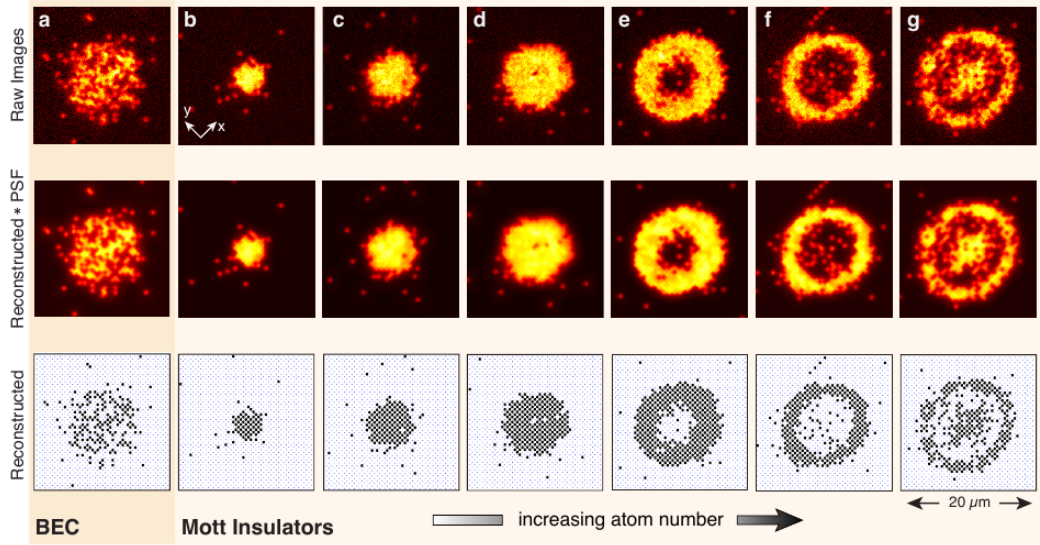 a b c d e f g
Raw Images
y x
Reconstructed * PSF
Reconstructed
20 µm
BEC
Mott Insulators
increasing atom number